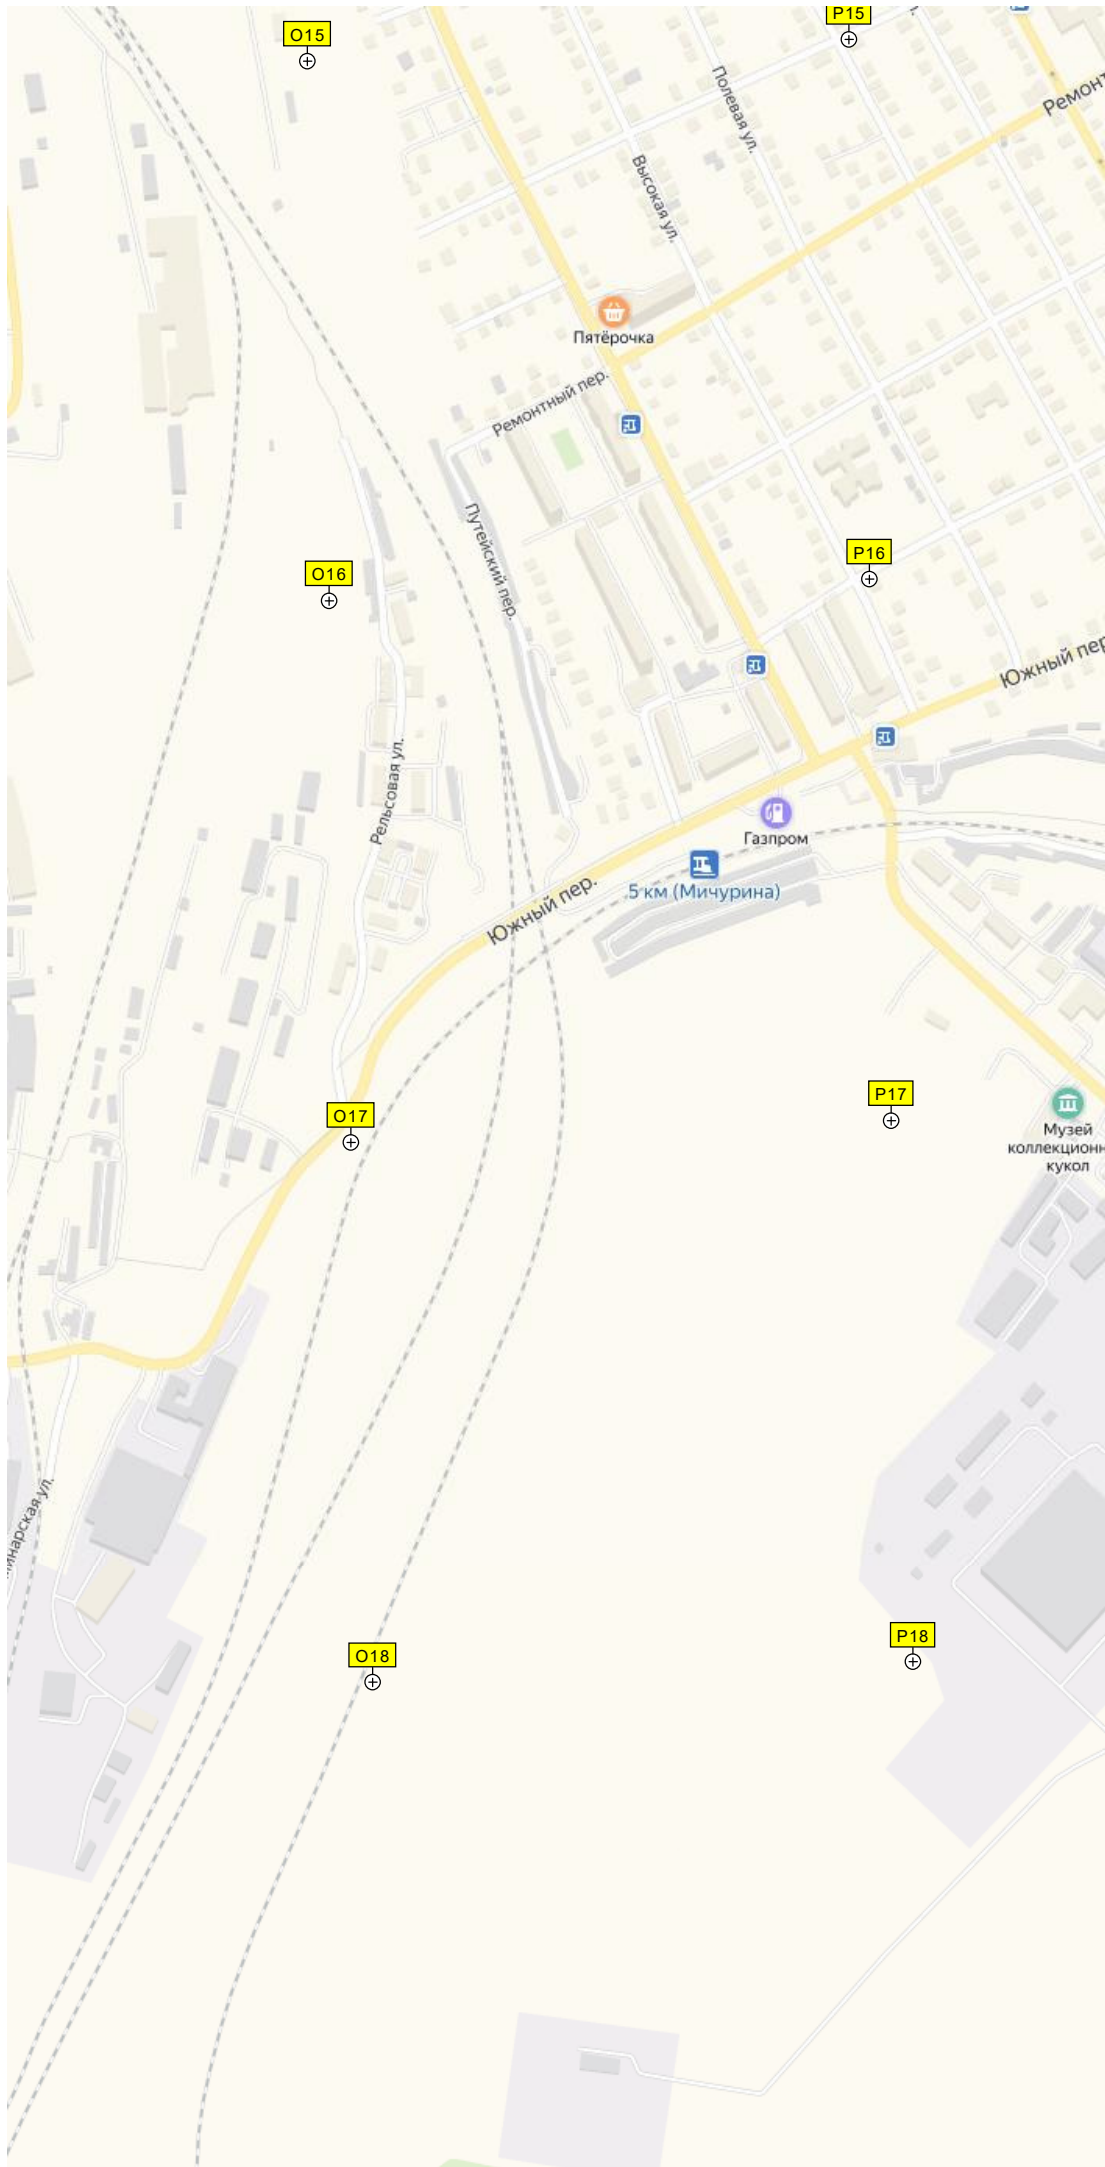 P15
O15
Полевая ул.
Ремонт
Высокая ул.
Пятёрочка
Ремонтный пер.
Путейский пер.
P16
O16
Южный пер
Рельсовая ул.
Газпром
5 км (Мичурина)
Южный пер.
P17
O17
Музей
коллекционн
кукол
инарская ул.
P18
O18